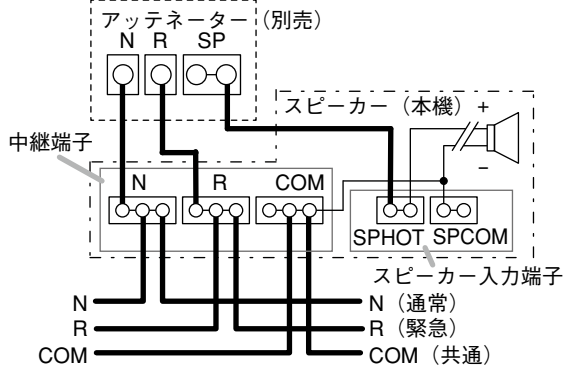 アッテネーター（別売）
N R SP
スピーカー（本機） +
中継端子
−
N R COM
SPHOT SPCOM
スピーカー入力端子
N N（通常）
R R（緊急）
COM COM（共通）